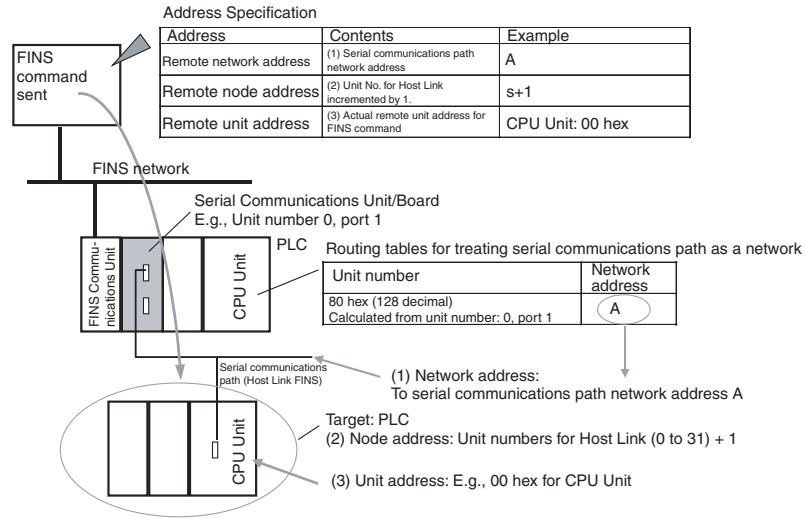 Address Specification
Address Contents Example
Remote network address (1) Serial communications path network address A
Remote node address (2) Unit No. for Host Link incremented by 1. s+1
Remote unit address (3) Actual remote unit address for FINS command CPU Unit: 00 hex
FINS
command
sent
FINS network
Serial Communications Unit/Board
E.g., Unit number 0, port 1
FINS Commu-
nications Unit
CPU Unit
PLC
Routing tables for treating serial communications path as a network
Unit number Network address
80 hex (128 decimal)
Calculated from unit number: 0, port 1
A
Serial communications
path (Host Link FINS)
(1) Network address:
To serial communications path network address A
Target: PLC
(2) Node address: Unit numbers for Host Link (0 to 31) + 1
CPU Unit
(3) Unit address: E.g., 00 hex for CPU Unit